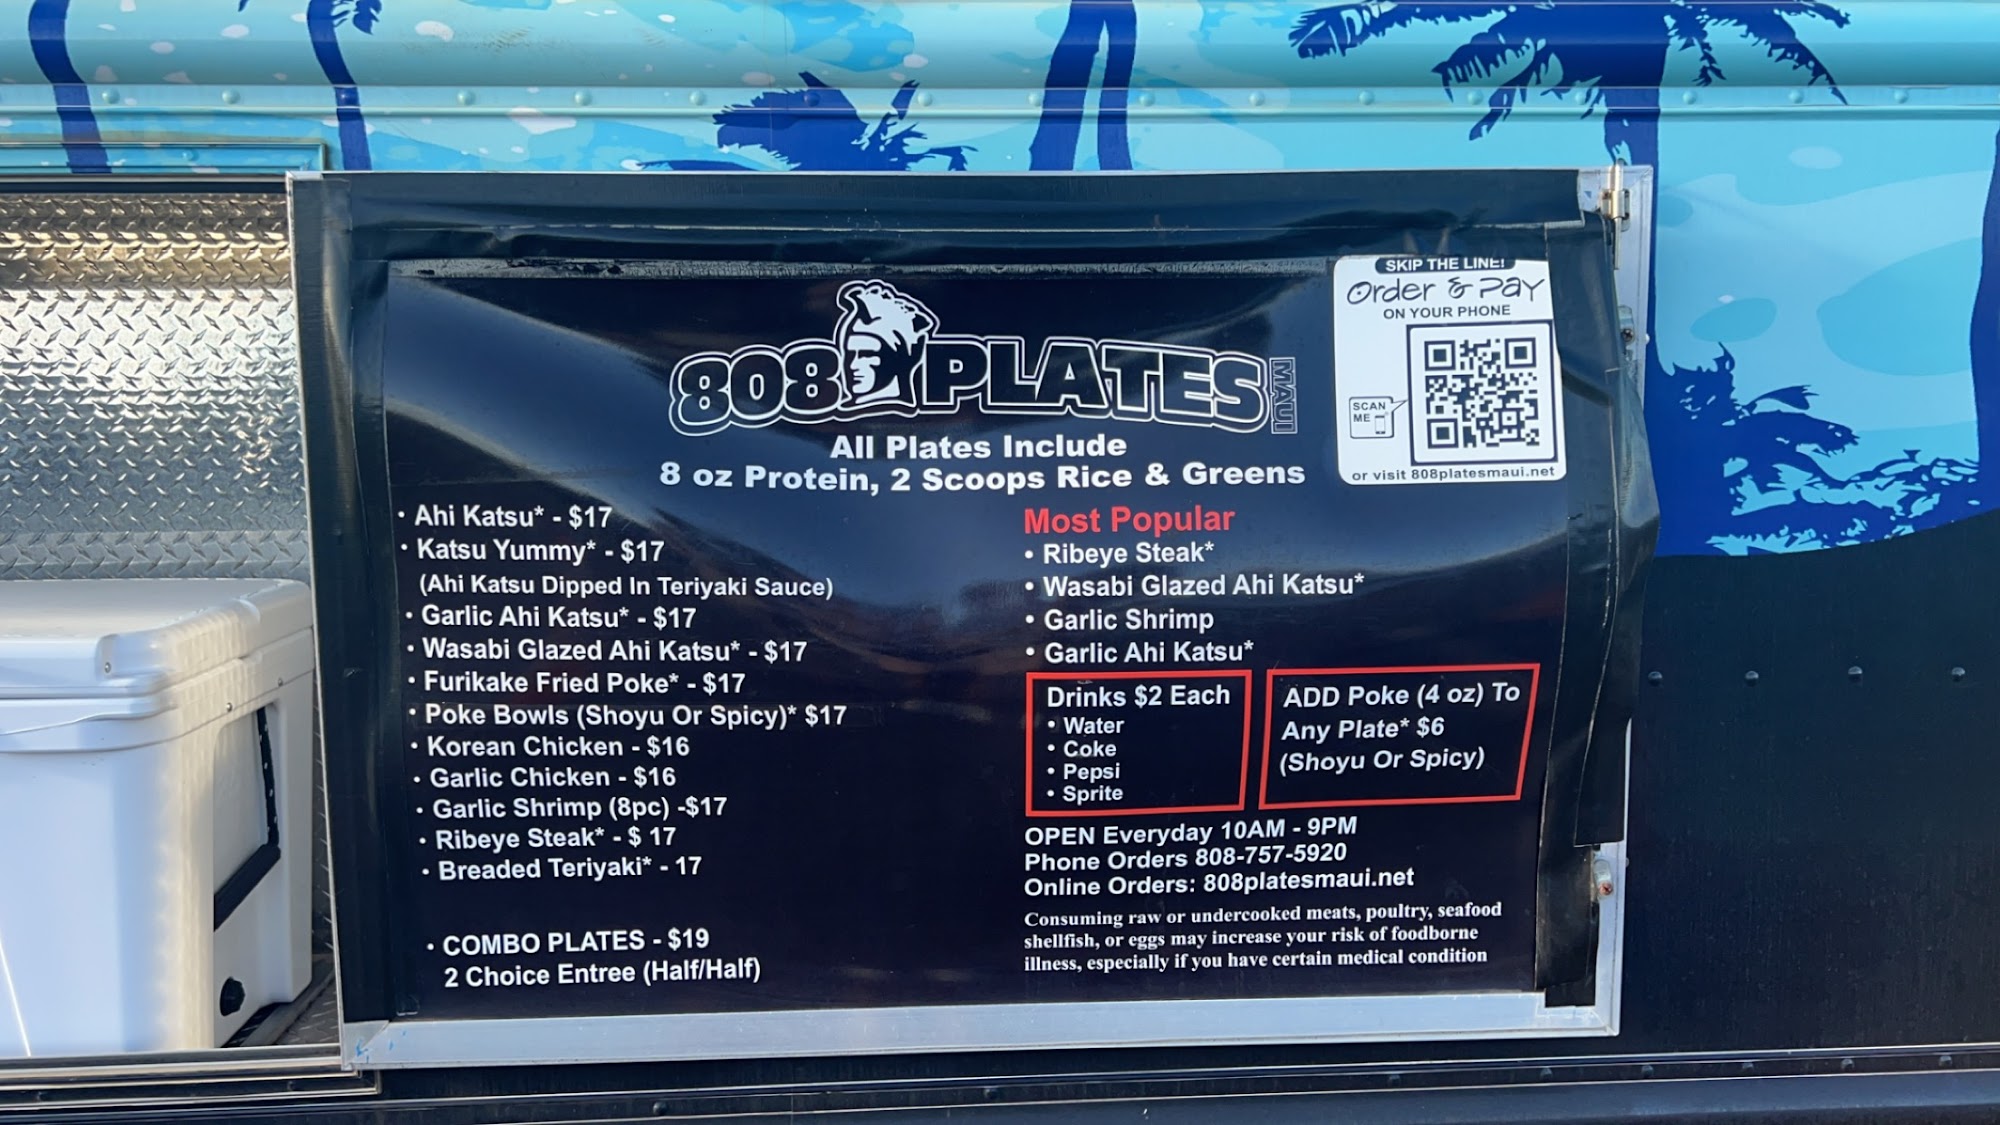 808 PLATES MAUI
All Plates Include
8 oz Protein, 2 Scoops Rice & Greens
SKIP THE LINE!
Order & Pay
ON YOUR PHONE
SCAN
ME
or visit 808platesmaui.net
• Ahi Katsu* - $17
• Katsu Yummy* - $17
(Ahi Katsu Dipped In Teriyaki Sauce)
• Garlic Ahi Katsu* - $17
• Wasabi Glazed Ahi Katsu* - $17
• Furikake Fried Poke* - $17
• Poke Bowls (Shoyu Or Spicy)* $17
• Korean Chicken - $16
• Garlic Chicken - $16
• Garlic Shrimp (8pc) -$17
• Ribeye Steak* - $ 17
• Breaded Teriyaki* - 17
• COMBO PLATES - $19
2 Choice Entree (Half/Half)
Most Popular
• Ribeye Steak*
• Wasabi Glazed Ahi Katsu*
• Garlic Shrimp
• Garlic Ahi Katsu*
Drinks $2 Each
• Water
• Coke
• Pepsi
• Sprite
ADD Poke (4 oz) To
Any Plate* $6
(Shoyu Or Spicy)
OPEN Everyday 10AM - 9PM
Phone Orders 808-757-5920
Online Orders: 808platesmaui.net
Consuming raw or undercooked meats, poultry, seafood
shellfish, or eggs may increase your risk of foodborne
illness, especially if you have certain medical condition